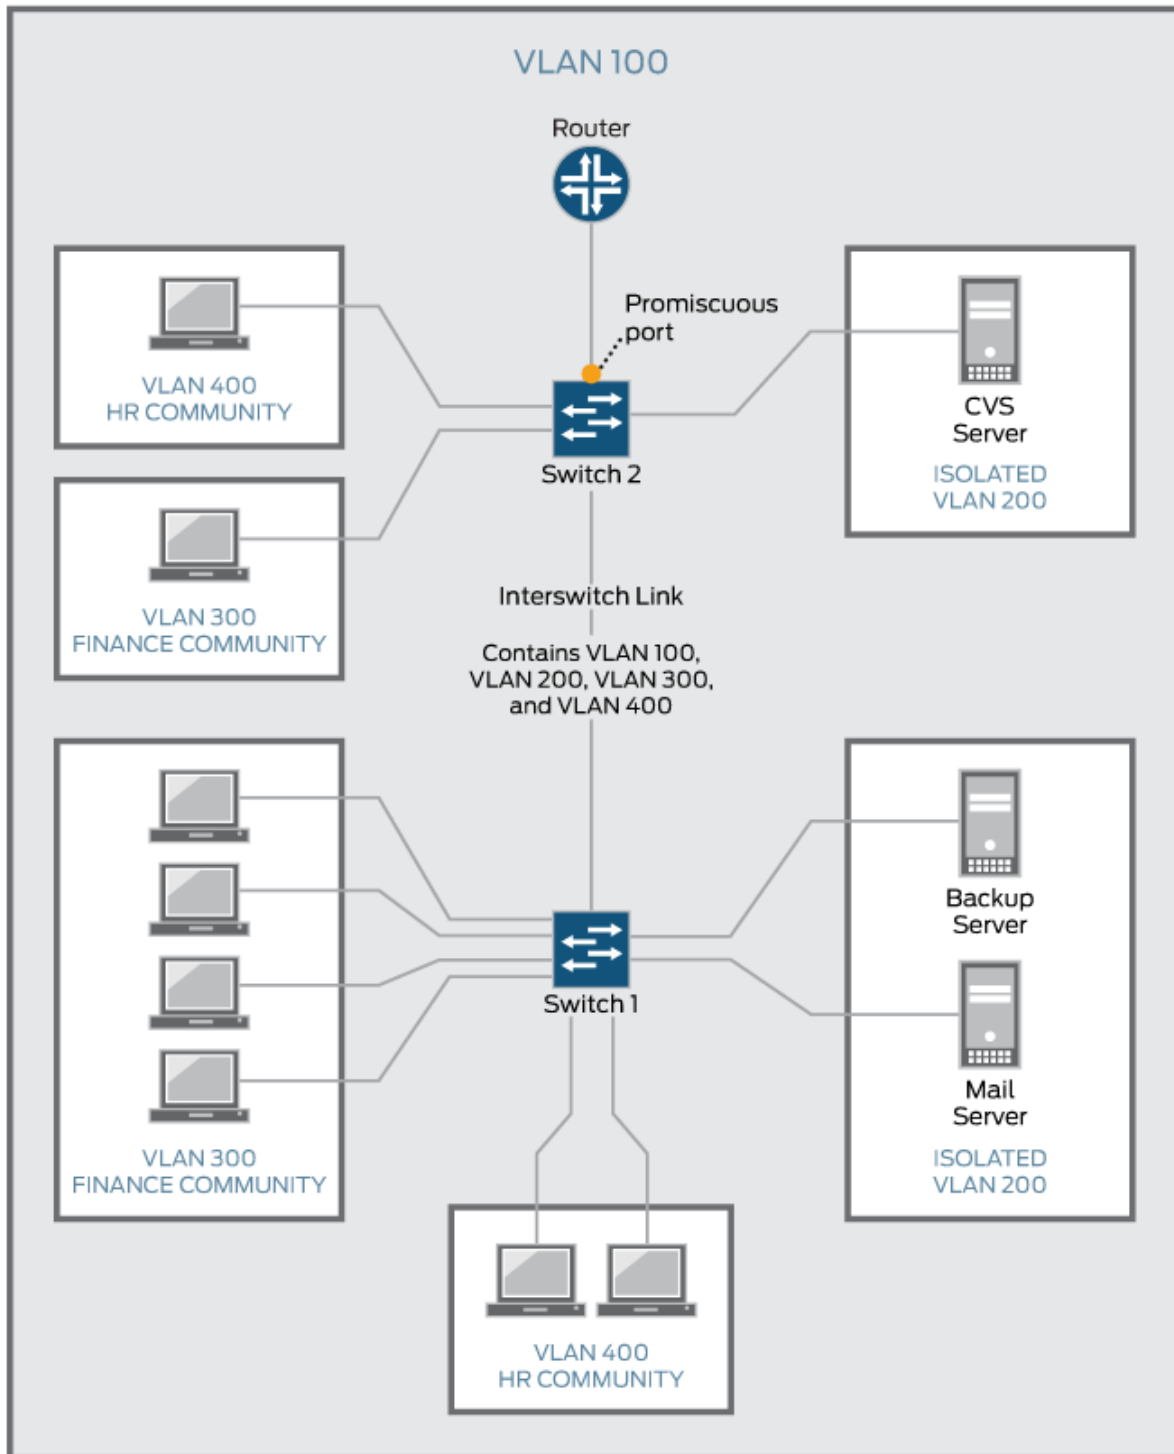 VLAN 100
Router
Promiscuous
port
VLAN 400
HR COMMUNITY
CVS
Server
ISOLATED
VLAN 200
Switch 2
VLAN 300
FINANCE COMMUNITY
Interswitch Link
Contains VLAN 100,
VLAN 200, VLAN 300,
and VLAN 400
Backup
Server
Switch 1
Mail
Server
VLAN 300
FINANCE COMMUNITY
ISOLATED
VLAN 200
VLAN 400
HR COMMUNITY